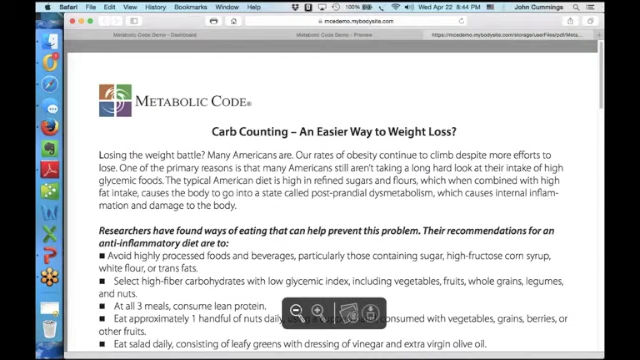 Safari File Edit View History Bookmarks Window Help 100% Wed Apr 22 8:44 PM John Cummings
mcedemo.mybodysite.com
Metabolic Code Demo - Dashboard Metabolic Code Demo - Preview https://mcedemo.mybodysite.com/storage/userFiles/pdf/Meta...
METABOLIC CODE®
Carb Counting – An Easier Way to Weight Loss?
Losing the weight battle? Many Americans are. Our rates of obesity continue to climb despite more efforts to
lose. One of the primary reasons is that many Americans still aren't taking a long hard look at their intake of high
glycemic foods. The typical American diet is high in refined sugars and flours, which when combined with high
fat intake, causes the body to go into a state called post-prandial dysmetabolism, which causes internal inflam-
mation and damage to the body.
Researchers have found ways of eating that can help prevent this problem. Their recommendations for an
anti-inflammatory diet are to:
■ Avoid highly processed foods and beverages, particularly those containing sugar, high-fructose corn syrup,
white flour, or trans fats.
■ Select high-fiber carbohydrates with low glycemic index, including vegetables, fruits, whole grains, legumes,
and nuts.
■ At all 3 meals, consume lean protein.
■ Eat approximately 1 handful of nuts daily, consumed with vegetables, grains, berries, or
other fruits.
■ Eat salad daily, consisting of leafy greens with dressing of vinegar and extra virgin olive oil.